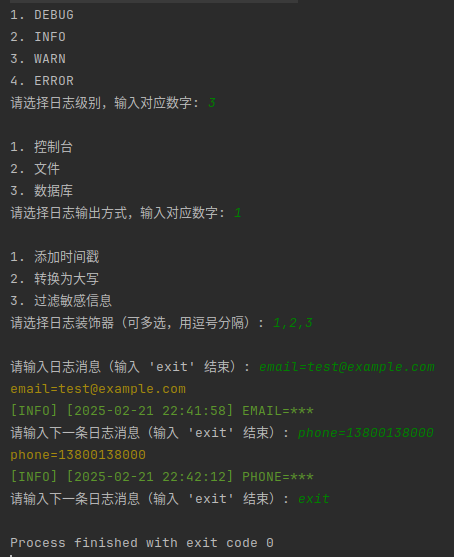 1. DEBUG
2. INFO
3. WARN
4. ERROR
请选择日志级别，输入对应数字: 3
1. 控制台
2. 文件
3. 数据库
请选择日志输出方式，输入对应数字: 1
1. 添加时间戳
2. 转换为大写
3. 过滤敏感信息
请选择日志装饰器（可多选，用逗号分隔）: 1,2,3
请输入日志消息（输入 'exit' 结束）: email=test@example.com
email=test@example.com
[INFO] [2025-02-21 22:41:58] EMAIL=***
请输入下一条日志消息（输入 'exit' 结束）: phone=13800138000
phone=13800138000
[INFO] [2025-02-21 22:42:12] PHONE=***
请输入下一条日志消息（输入 'exit' 结束）: exit
Process finished with exit code 0